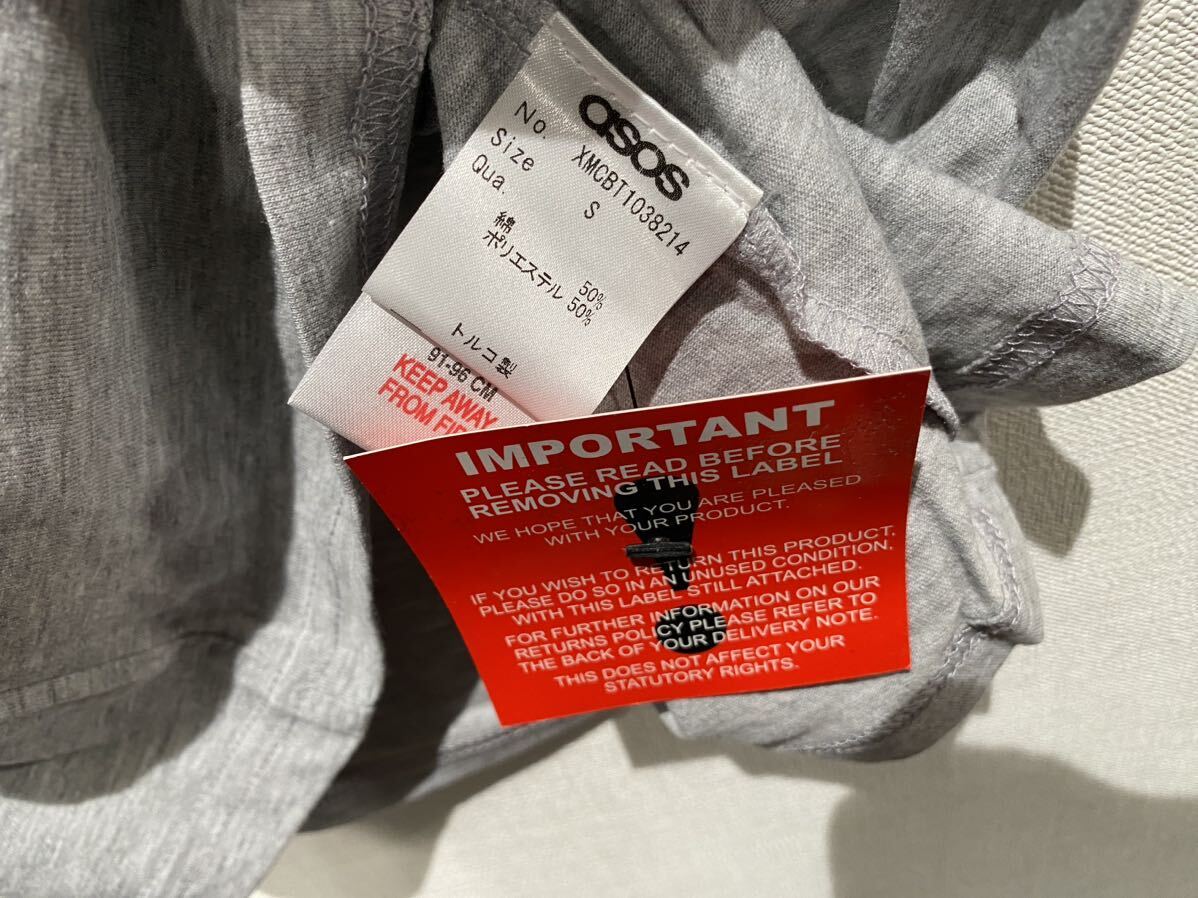 asos
No. XMCBT1038214
Size S
Qua.
綿 50%
ポリエステル 50%
トルコ製
91-96 CM
KEEP AWAY
FROM
IMPORTANT
PLEASE READ BEFORE
REMOVING THIS LABEL
WE HOPE THAT YOU ARE PLEASED
WITH YOUR PRODUCT.
IF YOU WISH TO RETURN THIS PRODUCT,
PLEASE DO SO IN AN UNUSED CONDITION,
WITH THIS LABEL STILL ATTACHED.
FOR FURTHER INFORMATION ON OUR
RETURNS POLICY PLEASE REFER TO
THE BACK OF YOUR DELIVERY NOTE.
THIS DOES NOT AFFECT YOUR
STATUTORY RIGHTS.